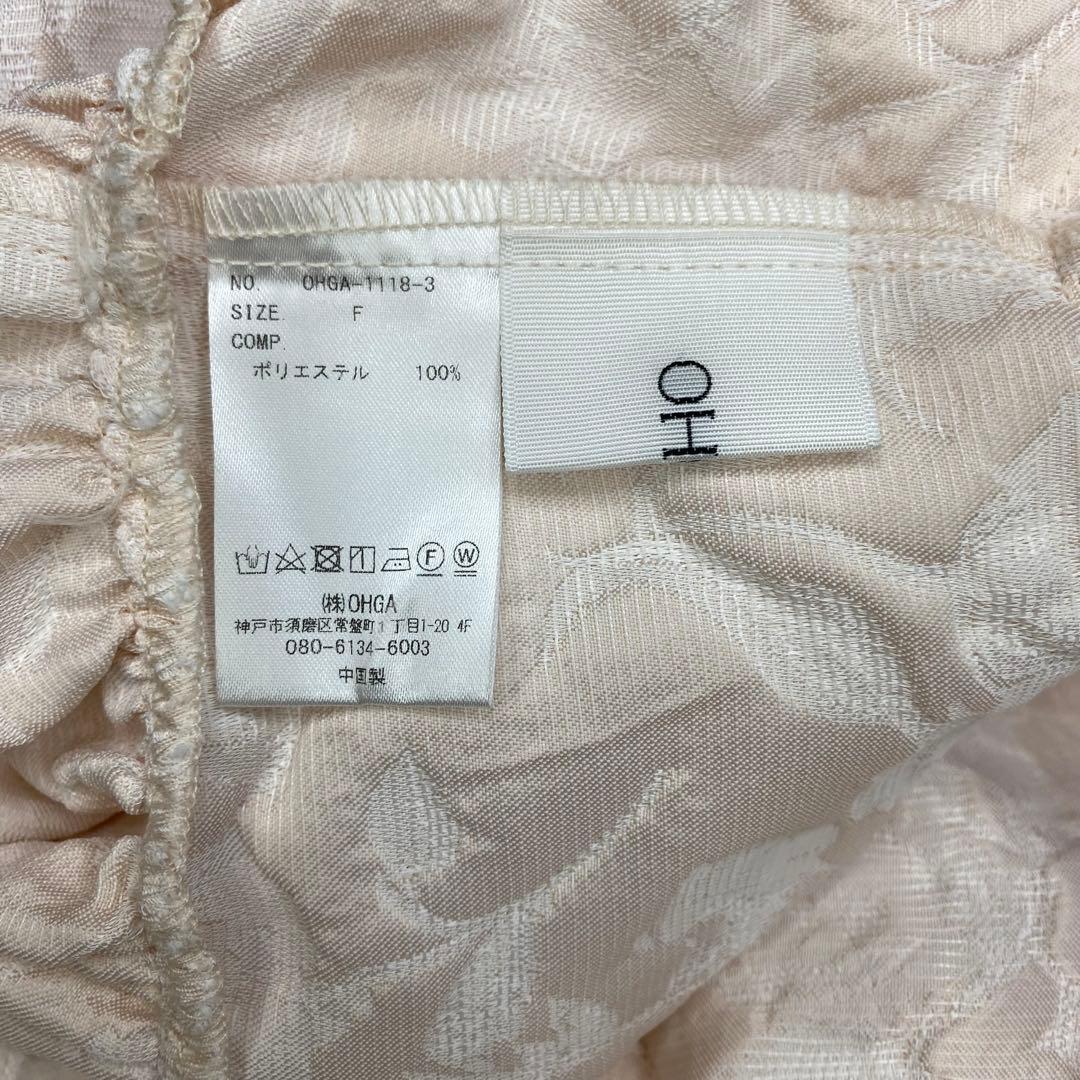 NO. OHGA-1118-3
SIZE. F
COMP.
ポリエステル 100%
F W
(株)OHGA
神戸市須磨区常盤町1丁目1-20 4F
080-6134-6003
中国製
OH